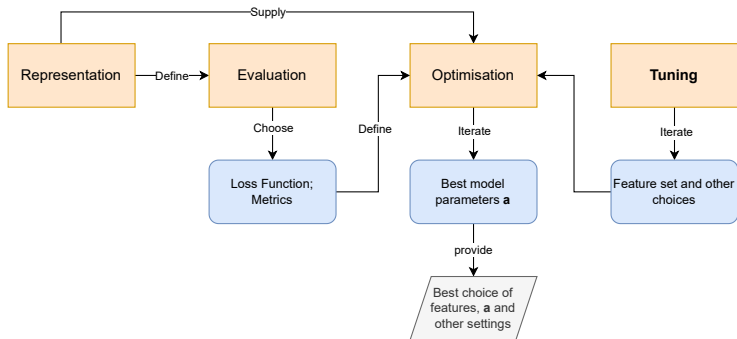 Supply
Representation
Define
Evaluation
Optimisation
Tuning
Choose
Define
Iterate
Iterate
Loss Function;
Metrics
Best model
parameters a
Feature set and other
choices
provide
Best choice of
features, a and
other settings